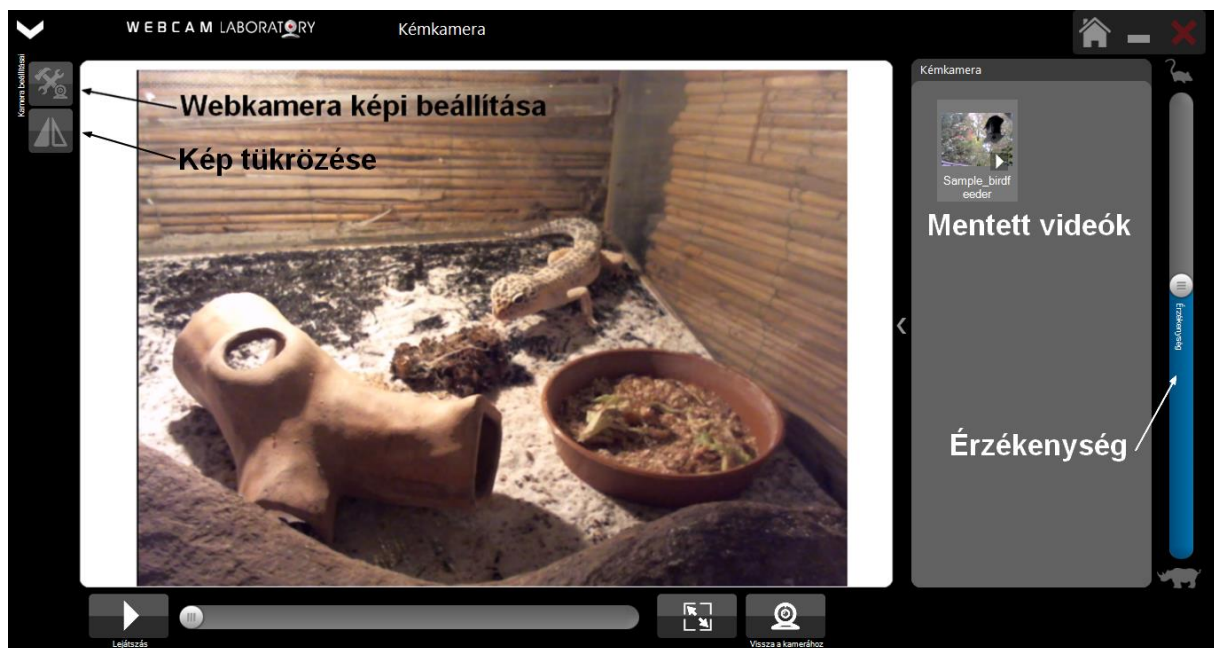 WEBCAM LABORATORY
Kémkamera
Kamera beállításai
Webkamera képi beállítása
Kép tükrözése
Kémkamera
Sample_birdf
eeder
Mentett videók
Érzékenység
Érzékenység
Lejátszás
Vissza a kamerához